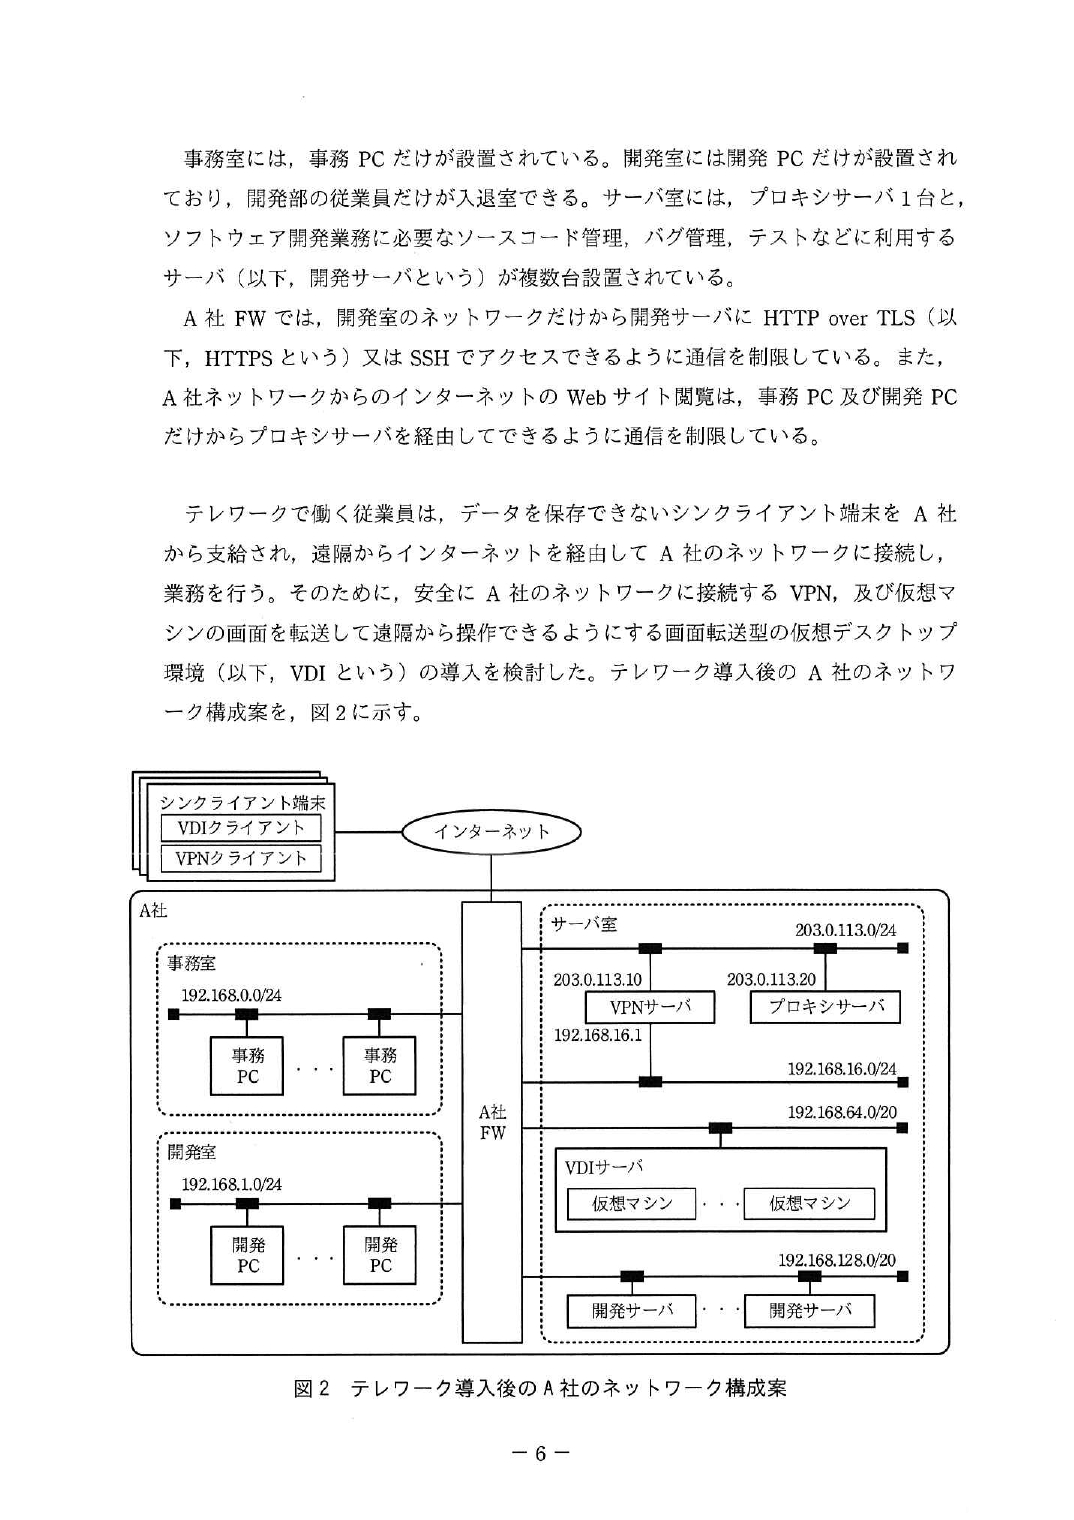 事務室には，事務 PC だけが設置されている。開発室には開発 PC だけが設置され
ており，開発部の従業員だけが入退室できる。サーバ室には，プロキシサーバ 1 台と，
ソフトウェア開発業務に必要なソースコード管理，バグ管理，テストなどに利用する
サーバ（以下，開発サーバという）が複数台設置されている。
A 社 FW では，開発室のネットワークだけから開発サーバに HTTP over TLS（以
下，HTTPS という）又は SSH でアクセスできるように通信を制限している。また，
A 社ネットワークからのインターネットの Web サイト閲覧は，事務 PC 及び開発 PC
だけからプロキシサーバを経由してできるように通信を制限している。
テレワークで働く従業員は，データを保存できないシンクライアント端末を A 社
から支給され，遠隔からインターネットを経由して A 社のネットワークに接続し，
業務を行う。そのために，安全に A 社のネットワークに接続する VPN，及び仮想マ
シンの画面を転送して遠隔から操作できるようにする画面転送型の仮想デスクトップ
環境（以下，VDI という）の導入を検討した。テレワーク導入後の A 社のネットワ
ーク構成案を，図 2 に示す。
シンクライアント端末
VDIクライアント
VPNクライアント
インターネット
A社
事務室
192.168.0.0/24
事務
PC
・・・
事務
PC
開発室
192.168.1.0/24
開発
PC
・・・
開発
PC
A社
FW
サーバ室
203.0.113.0/24
203.0.113.10
203.0.113.20
VPNサーバ
プロキシサーバ
192.168.16.1
192.168.16.0/24
192.168.64.0/20
VDIサーバ
仮想マシン
・・・
仮想マシン
192.168.128.0/20
開発サーバ
・・・
開発サーバ
図 2 テレワーク導入後の A 社のネットワーク構成案
－ 6 －